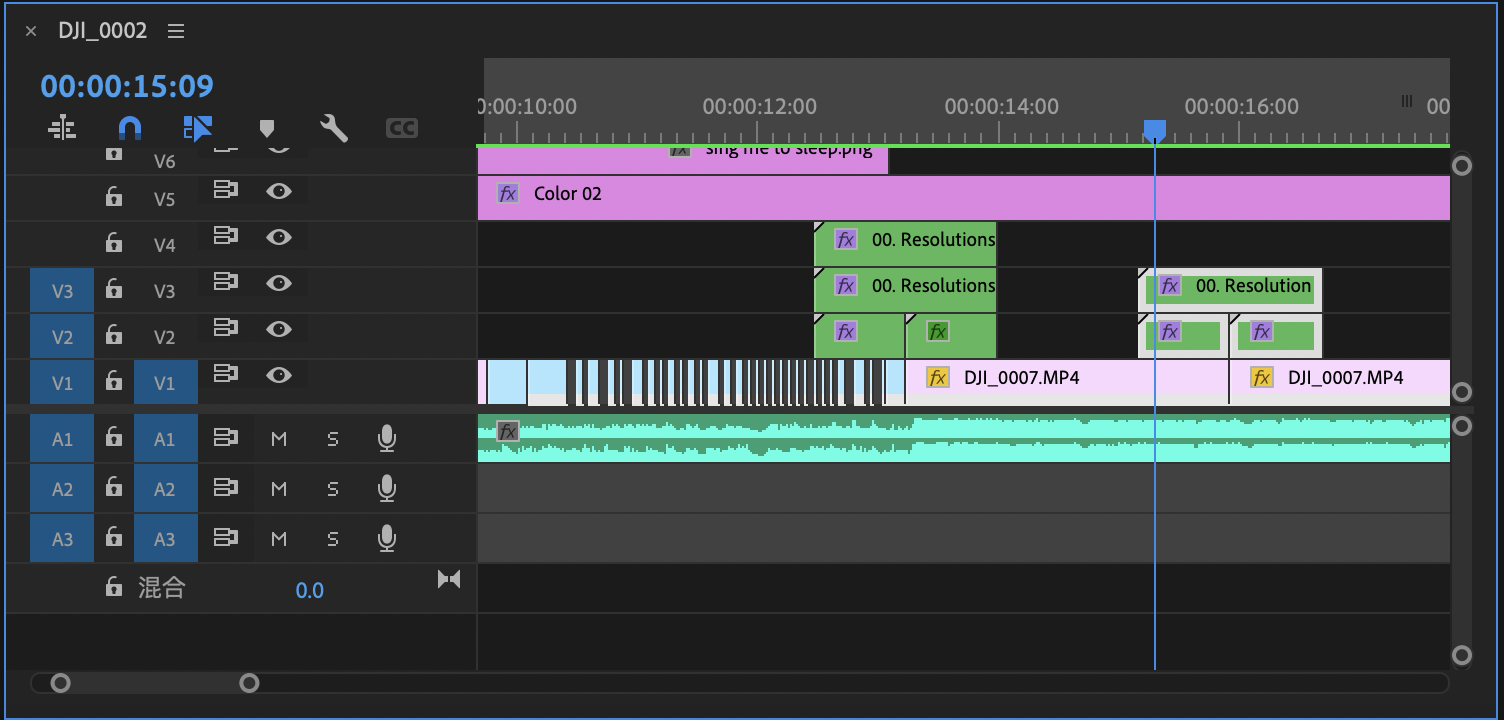 × DJI_0002
00:00:15:09
0:00:10:00 00:00:12:00 00:00:14:00 00:00:16:00 00
CC
V6 fx sing me to sleep.png
V5 fx Color 02
V4 fx 00. Resolutions
V3 V3 fx 00. Resolutions fx 00. Resolution
V2 V2 fx fx fx fx
V1 V1 fx DJI_0007.MP4 fx DJI_0007.MP4
A1 A1 M S fx
A2 A2 M S
A3 A3 M S
混合 0.0